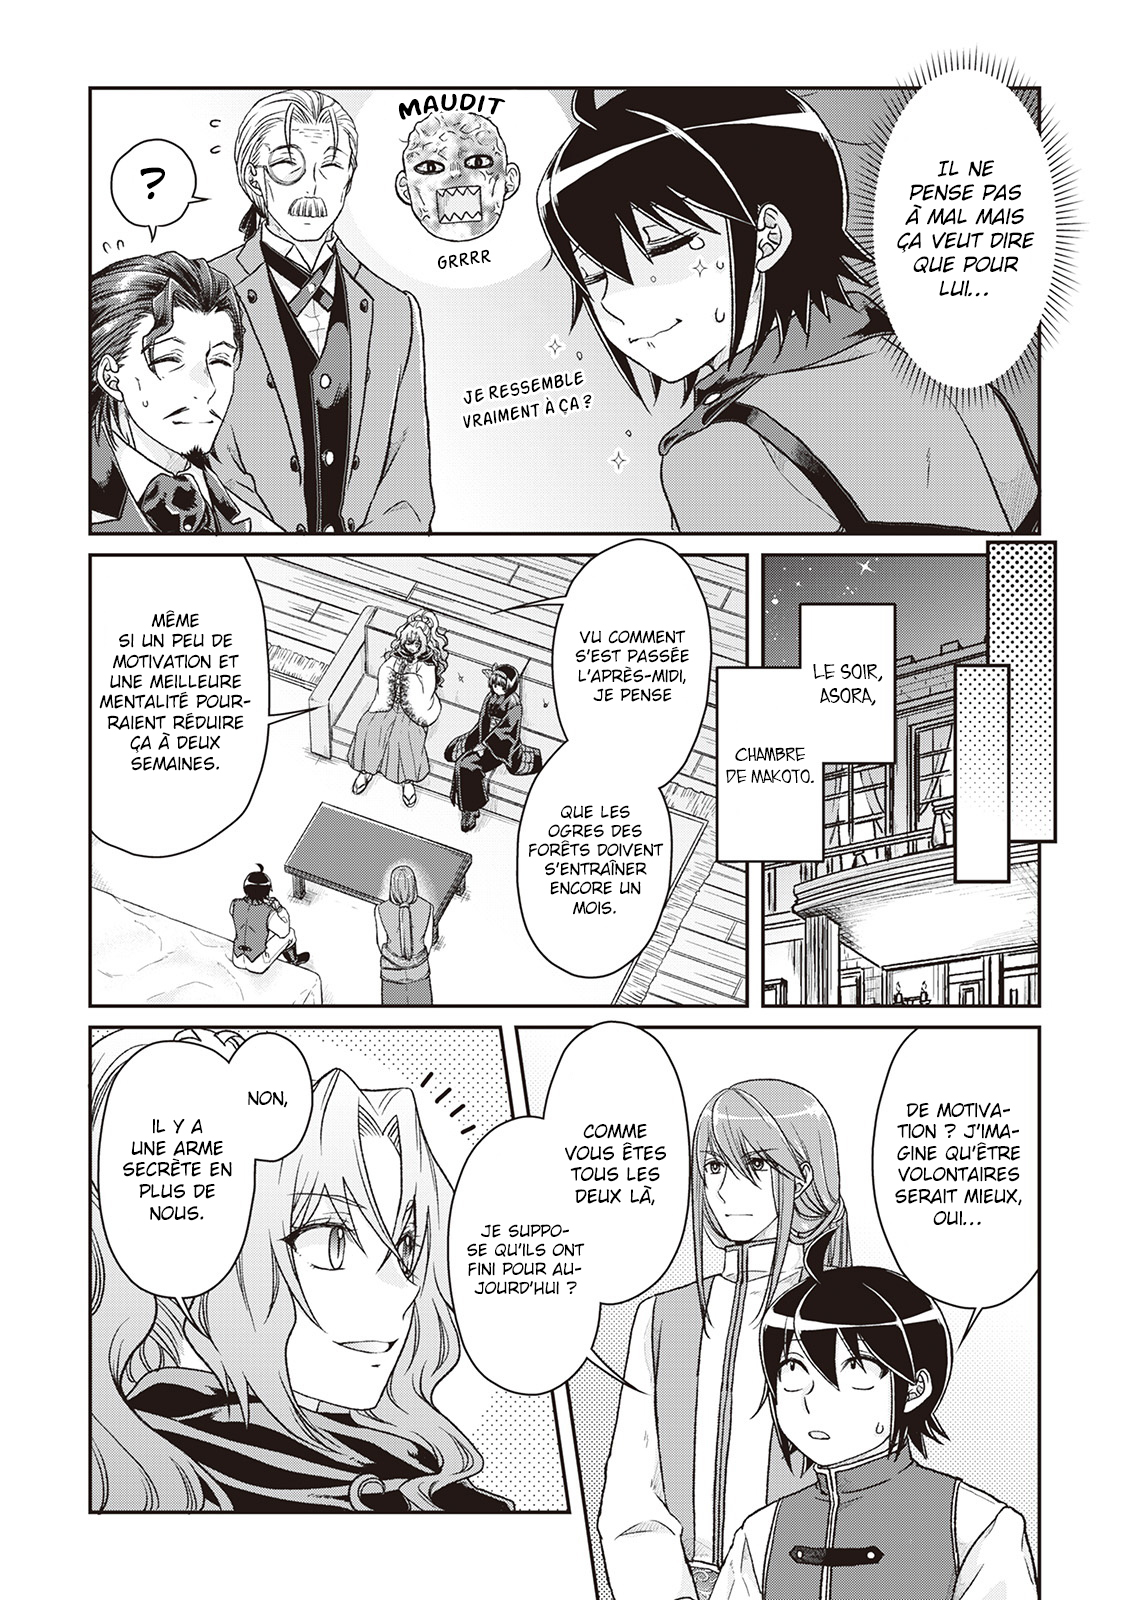 IL NE
PENSE PAS
À MAL MAIS
ÇA VEUT DIRE
QUE POUR
LUI...
MAUDIT
GRRRR
?
JE RESSEMBLE
VRAIMENT À ÇA ?
LE SOIR,
ASORA,
CHAMBRE
DE MAKOTO.
VU COMMENT
S'EST PASSÉE
L'APRÈS-MIDI,
JE PENSE
QUE LES
OGRES DES
FORÊTS DOIVENT
S'ENTRAÎNER
ENCORE UN
MOIS.
MÊME
SI UN PEU DE
MOTIVATION ET
UNE MEILLEURE
MENTALITÉ POUR-
RAIENT RÉDUIRE
ÇA À DEUX
SEMAINES.
DE MOTIVA-
TION ? J'IMA-
GINE QU'ÊTRE
VOLONTAIRES
SERAIT MIEUX,
OUI...
COMME
VOUS ÊTES
TOUS LES
DEUX LÀ,
JE SUPPO-
SE QU'ILS ONT
FINI POUR AU-
JOURD'HUI ?
NON,
IL Y A
UNE ARME
SECRÈTE EN
PLUS DE
NOUS.